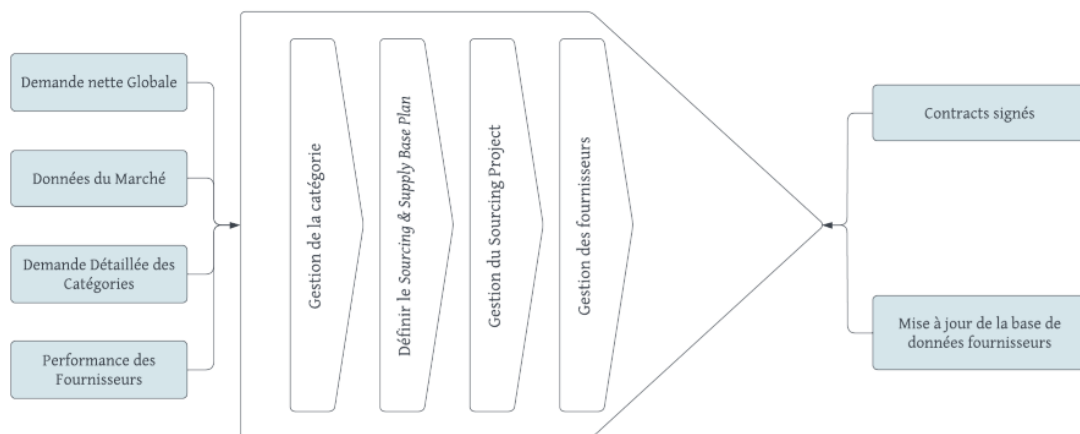 Demande nette Globale
Données du Marché
Demande Détaillée des
Catégories
Performance des
Fournisseurs
Gestion de la catégorie
Définir le Sourcing & Supply Base Plan
Gestion du Sourcing Project
Gestion des fournisseurs
Contracts signés
Mise à jour de la base de
données fournisseurs